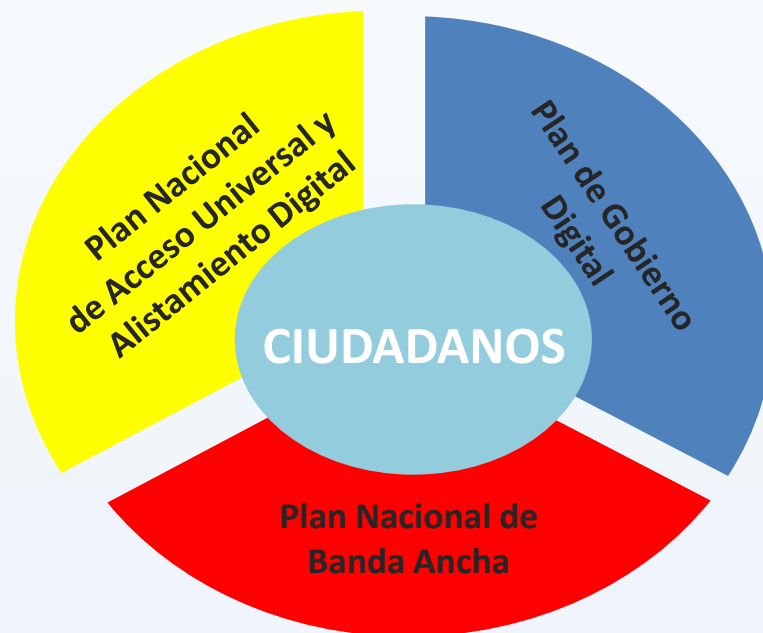 Plan Nacional
de Acceso Universal y
Alistamiento Digital
Plan de Gobierno
Digital
CIUDADANOS
Plan Nacional de
Banda Ancha